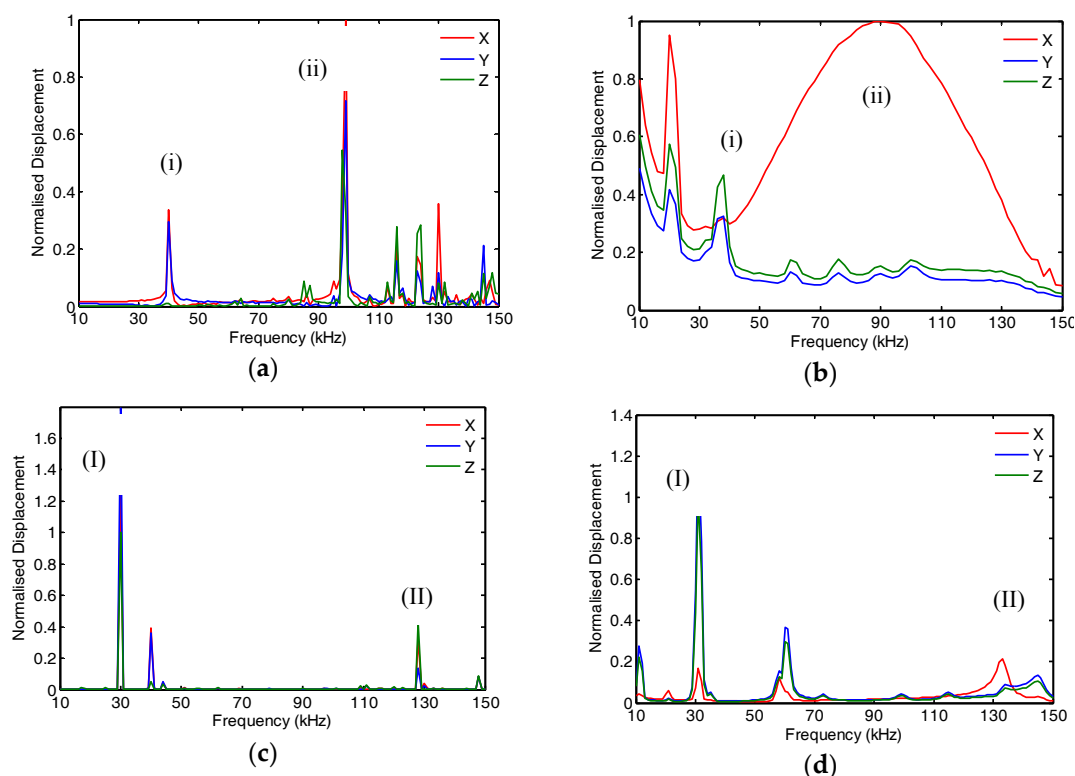 1
0.8
0.6
0.4
0.2
0
10 30 50 70 90 110 130 150
Normalised Displacement
Frequency (kHz)
X
Y
Z
(i)
(ii)
(a)
1
0.8
0.6
0.4
0.2
0
10 30 50 70 90 110 130 150
Normalised Displacement
Frequency (kHz)
X
Y
Z
(i)
(ii)
(b)
1.6
1.4
1.2
1
0.8
0.6
0.4
0.2
0
10 30 50 70 90 110 130 150
Normalised Displacement
Frequency (kHz)
X
Y
Z
(I)
(II)
(c)
1.4
1.2
1
0.8
0.6
0.4
0.2
0
10 30 50 70 90 110 130 150
Normalised Displacement
Frequency (kHz)
X
Y
Z
(I)
(II)
(d)